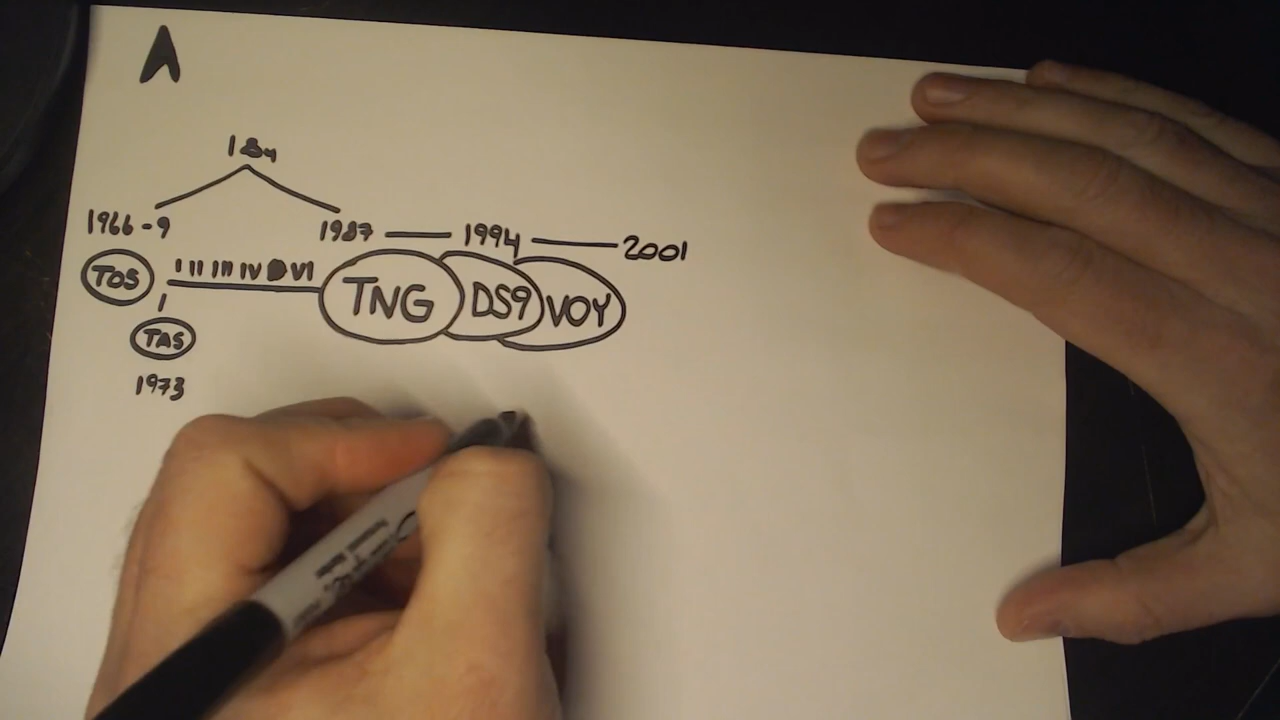 18y
1966-9 1987 1994 2001
TOS I II III IV VI TNG DS9 VOY
TAS
1973